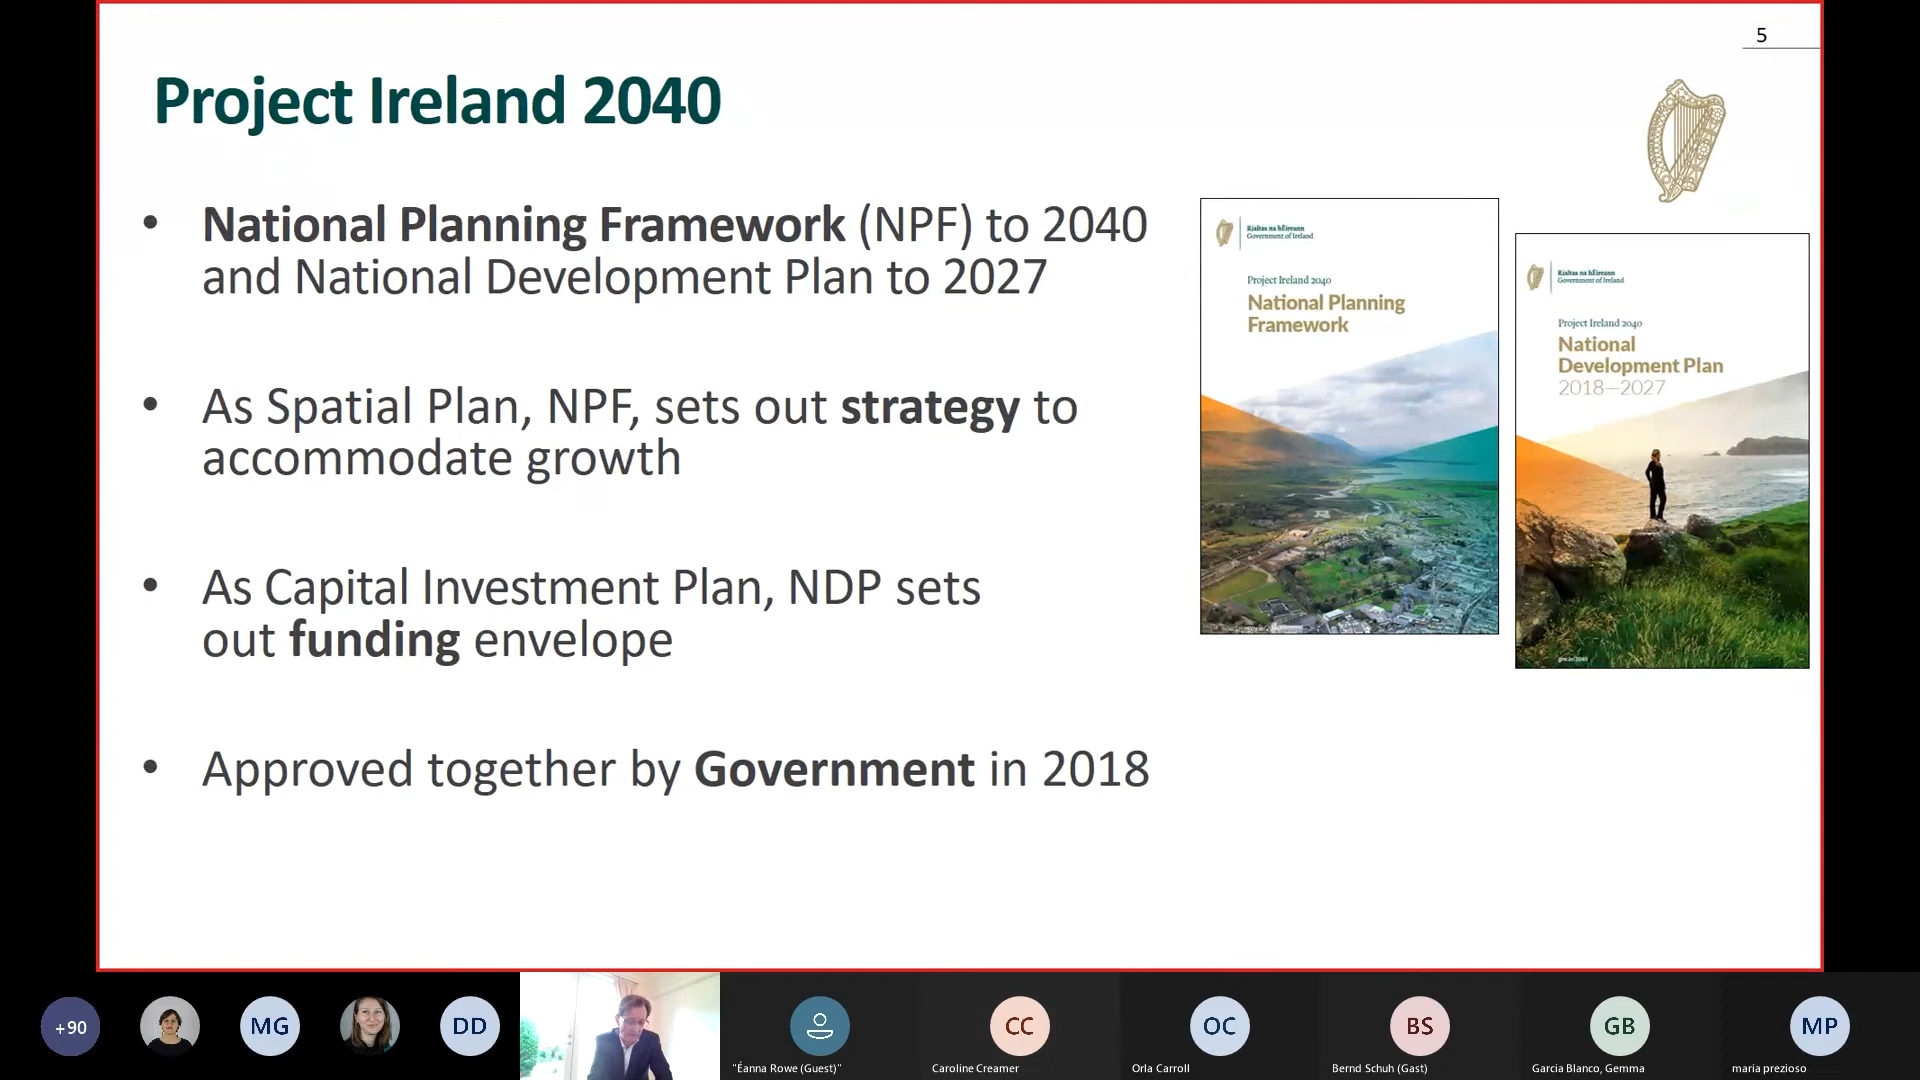 5
Project Ireland 2040
• National Planning Framework (NPF) to 2040
and National Development Plan to 2027
• As Spatial Plan, NPF, sets out strategy to
accommodate growth
• As Capital Investment Plan, NDP sets
out funding envelope
• Approved together by Government in 2018
Rialtas na hÉireann
Government of Ireland
Project Ireland 2040
National Planning
Framework
Rialtas na hÉireann
Government of Ireland
Project Ireland 2040
National
Development Plan
2018—2027
gov.ie/2040
+90
MG
DD
"Éanna Rowe (Guest)"
CC
Caroline Creamer
OC
Orla Carroll
BS
Bernd Schuh (Gast)
GB
Garcia Blanco, Gemma
MP
maria prezioso